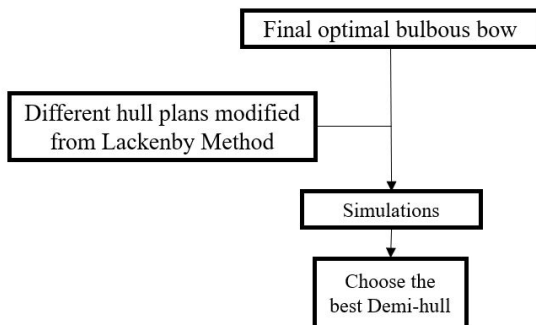 Final optimal bulbous bow
Different hull plans modified
from Lackenby Method
Simulations
Choose the
best Demi-hull